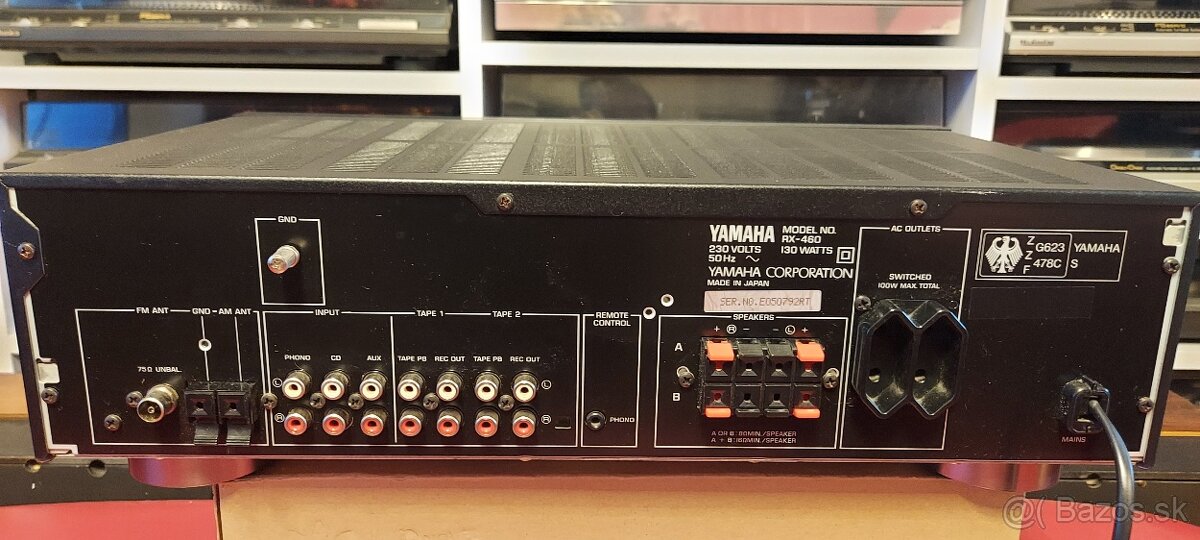 GND
YAMAHA MODEL NO. RX-460
230 VOLTS 130 WATTS
50Hz
YAMAHA CORPORATION
MADE IN JAPAN
SER.NO.E050792RT
AC OUTLETS
SWITCHED
100W MAX. TOTAL
ZZF G623 478C YAMAHA S
FM ANT GND AM ANT
75Ω UNBAL.
INPUT TAPE 1 TAPE 2
PHONO CD AUX TAPE PB REC OUT TAPE PB REC OUT
L L
R R
REMOTE CONTROL
PHONO
SPEAKERS
+ R - - L +
A
B
A OR B: 8ΩMIN./SPEAKER
A + B: 16ΩMIN./SPEAKER
MAINS
Bazos.sk